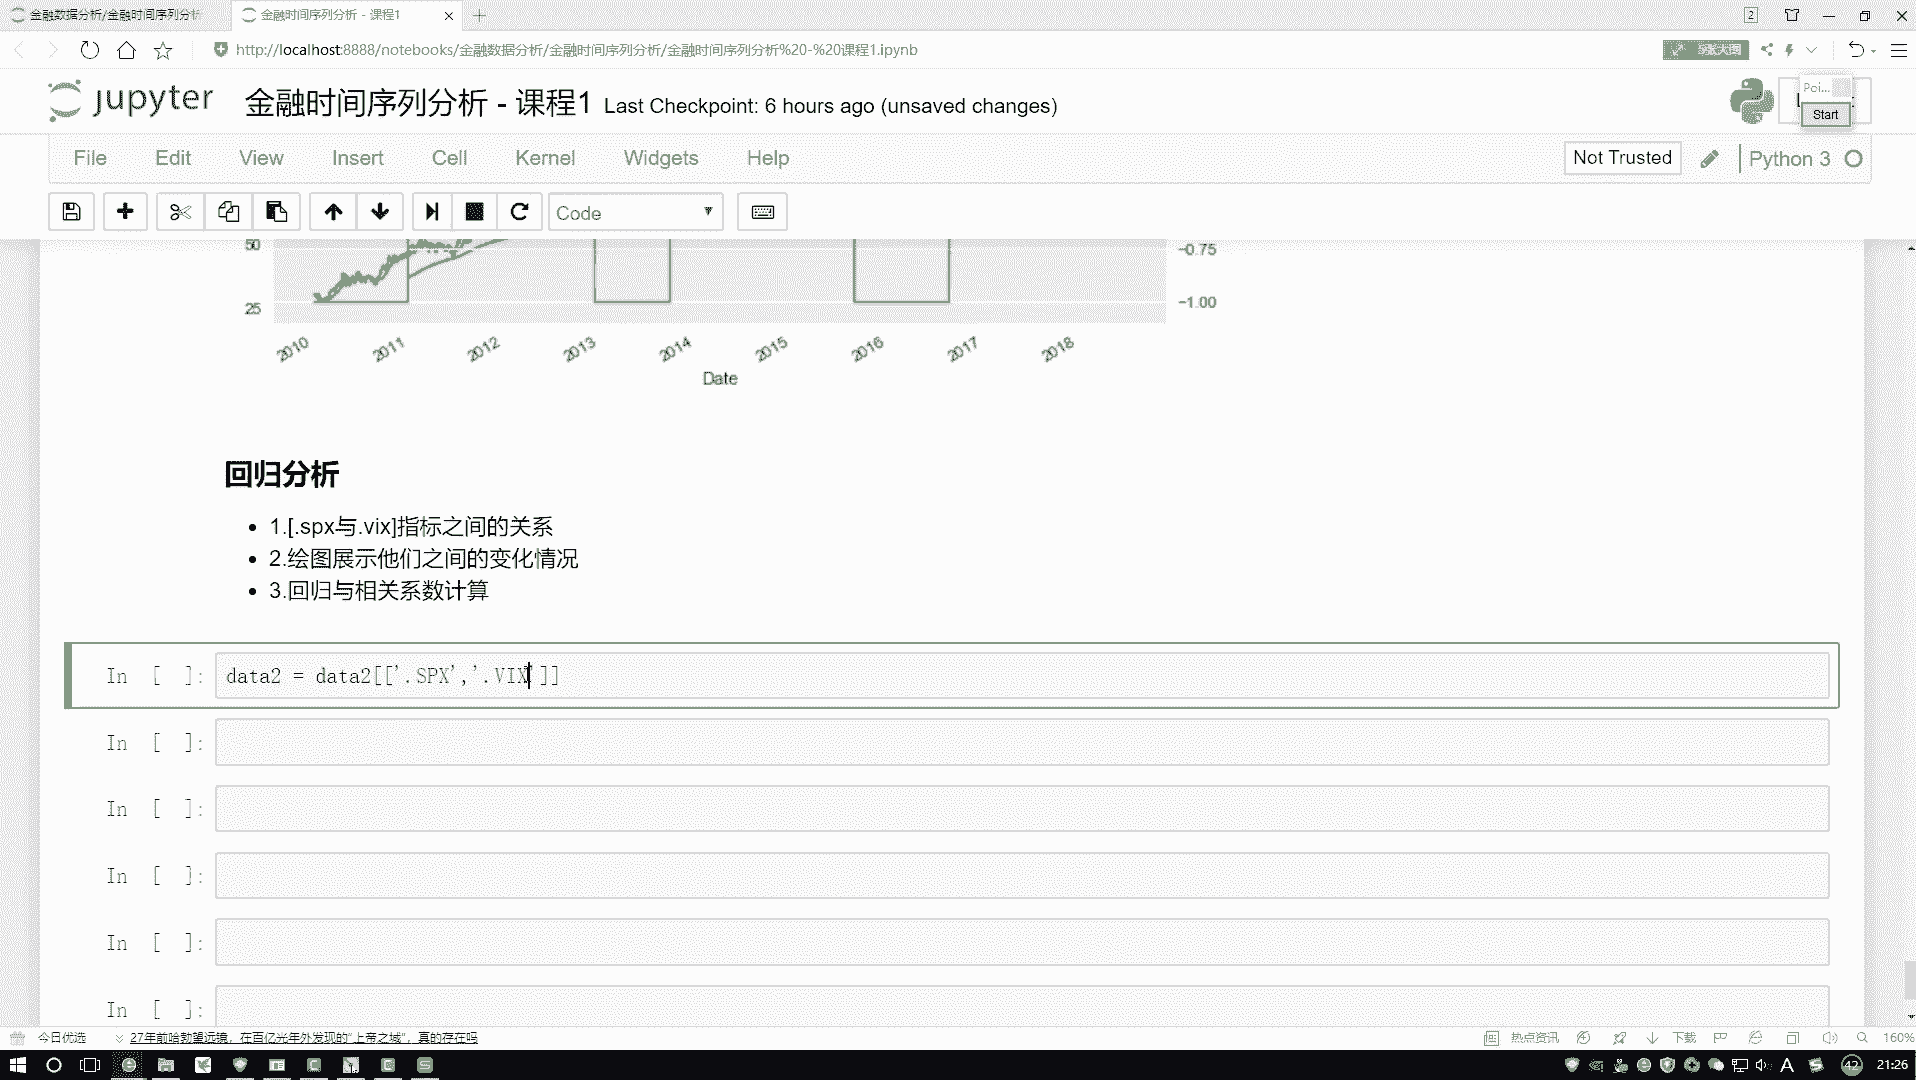 金融数据分析/金融时间序列分析
金融时间序列分析 - 课程1
2
http://localhost:8888/notebooks/金融数据分析/金融时间序列分析/金融时间序列分析%20-%20课程1.ipynb
jupyter 金融时间序列分析 - 课程1 Last Checkpoint: 6 hours ago (unsaved changes)
Poi...
Start
File Edit View Insert Cell Kernel Widgets Help
Not Trusted
Python 3
Code
50
25
-0.75
-1.00
2010 2011 2012 2013 2014 2015 2016 2017 2018
Date
回归分析
1.[.spx与.vix]指标之间的关系
2.绘图展示他们之间的变化情况
3.回归与相关系数计算
In [ ]: data2 = data2[['.SPX','.VIX']]
In [ ]:
In [ ]:
In [ ]:
In [ ]:
In [ ]:
今日优选
27年前哈勃望远镜，在百亿光年外发现的“上帝之域”，真的存在吗
热点资讯
下载
160%
A
42
21:26